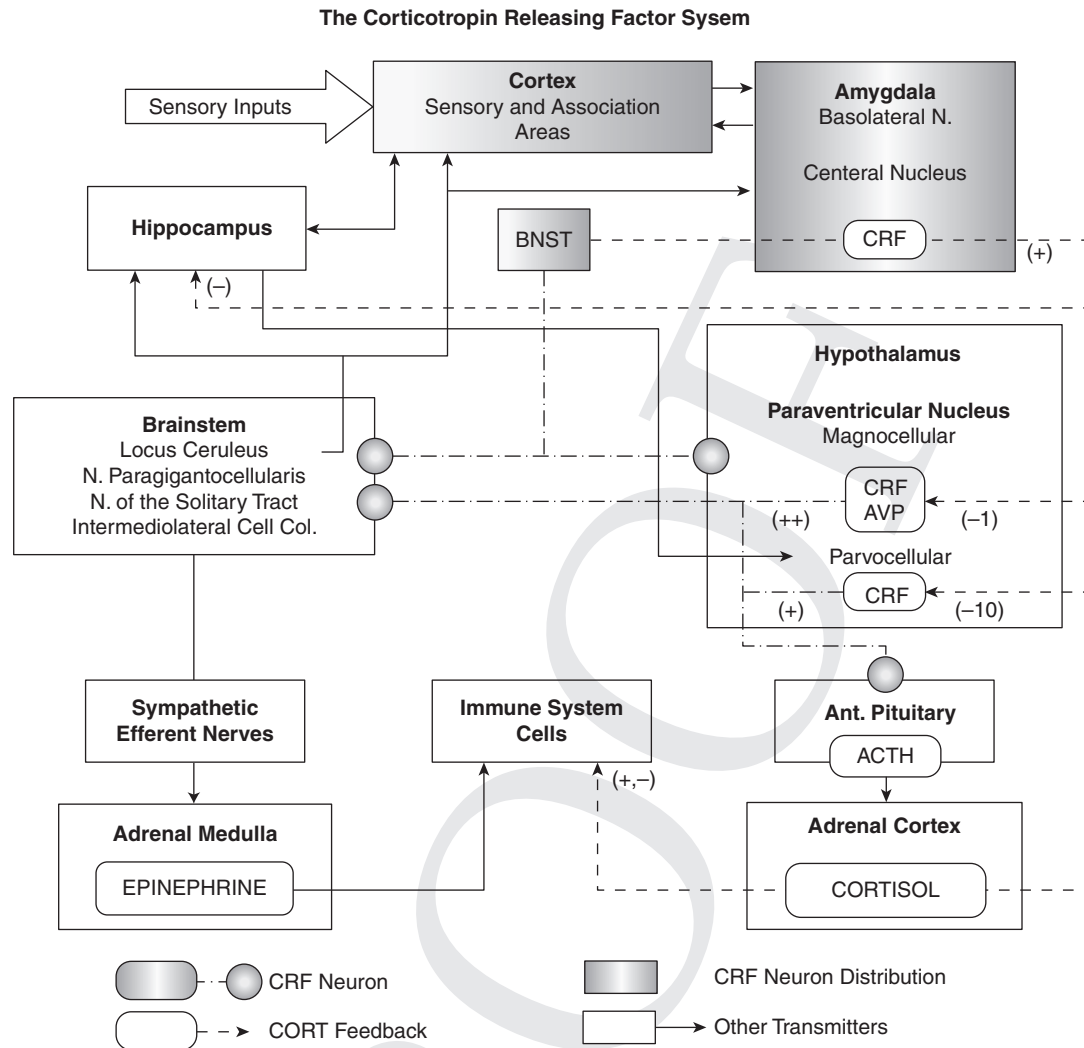 The Corticotropin Releasing Factor Sysem
Sensory Inputs
Cortex
Sensory and Association
Areas
Amygdala
Basolateral N.
Centeral Nucleus
CRF
(+)
Hippocampus
(–)
BNST
Hypothalamus
Paraventricular Nucleus
Magnocellular
CRF
AVP
(++)
(–1)
Parvocellular
CRF
(+)
(–10)
Brainstem
Locus Ceruleus
N. Paragigantocellularis
N. of the Solitary Tract
Intermediolateral Cell Col.
Sympathetic
Efferent Nerves
Immune System
Cells
(+,–)
Ant. Pituitary
ACTH
Adrenal Medulla
EPINEPHRINE
Adrenal Cortex
CORTISOL
CRF Neuron
CRF Neuron Distribution
CORT Feedback
Other Transmitters